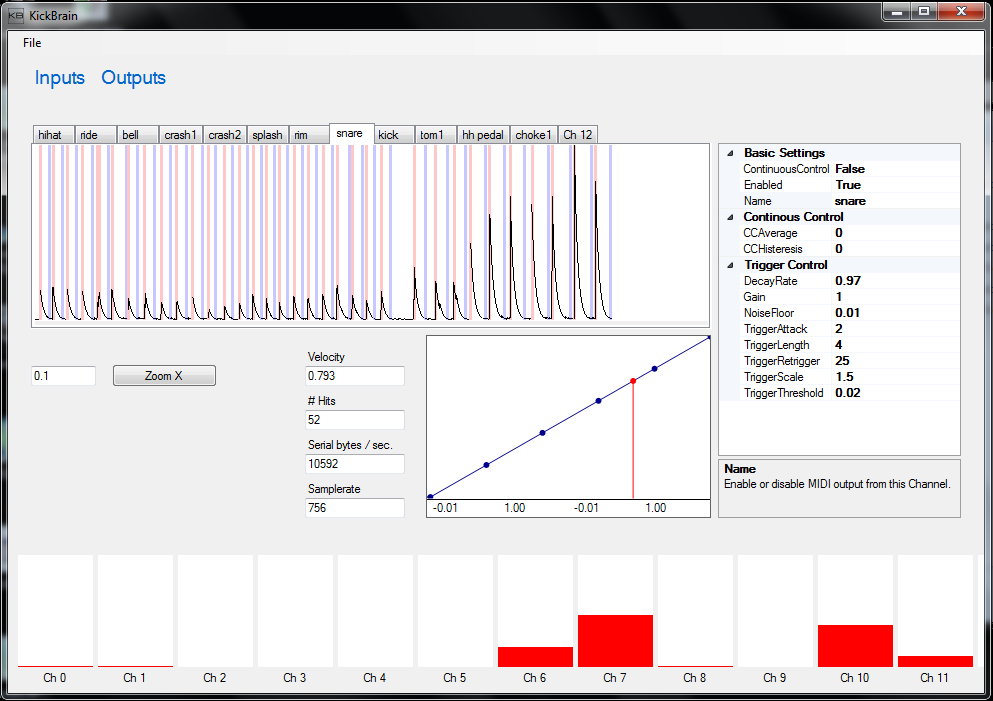 KB KickBrain
File
Inputs Outputs
hihat ride bell crash1 crash2 splash rim snare kick tom1 hh pedal choke1 Ch 12
Basic Settings
ContinuousControl False
Enabled True
Name snare
Continous Control
CCAverage 0
CCHisteresis 0
Trigger Control
DecayRate 0.97
Gain 1
NoiseFloor 0.01
TriggerAttack 2
TriggerLength 4
TriggerRetrigger 25
TriggerScale 1.5
TriggerThreshold 0.02
0.1 Zoom X
Velocity
0.793
# Hits
52
Serial bytes / sec.
10592
Samplerate
756
-0.01 1.00 -0.01 1.00
Name
Enable or disable MIDI output from this Channel.
Ch 0 Ch 1 Ch 2 Ch 3 Ch 4 Ch 5 Ch 6 Ch 7 Ch 8 Ch 9 Ch 10 Ch 11